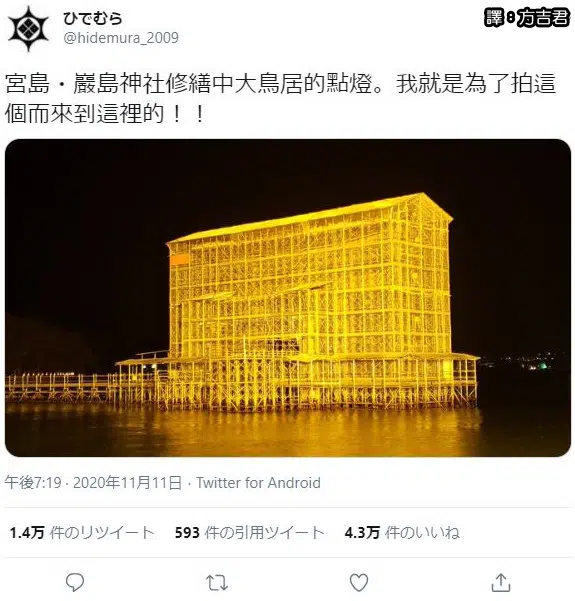 ひでむら
譯:方吉君
@hidemura_2009
宮島・嚴島神社修繕中大鳥居的點燈。我就是為了拍這
個而來到這裡的！！
午後7:19 · 2020年11月11日 · Twitter for Android
1.4万 件のリツイート 593 件の引用ツイート 4.3万 件のいいね